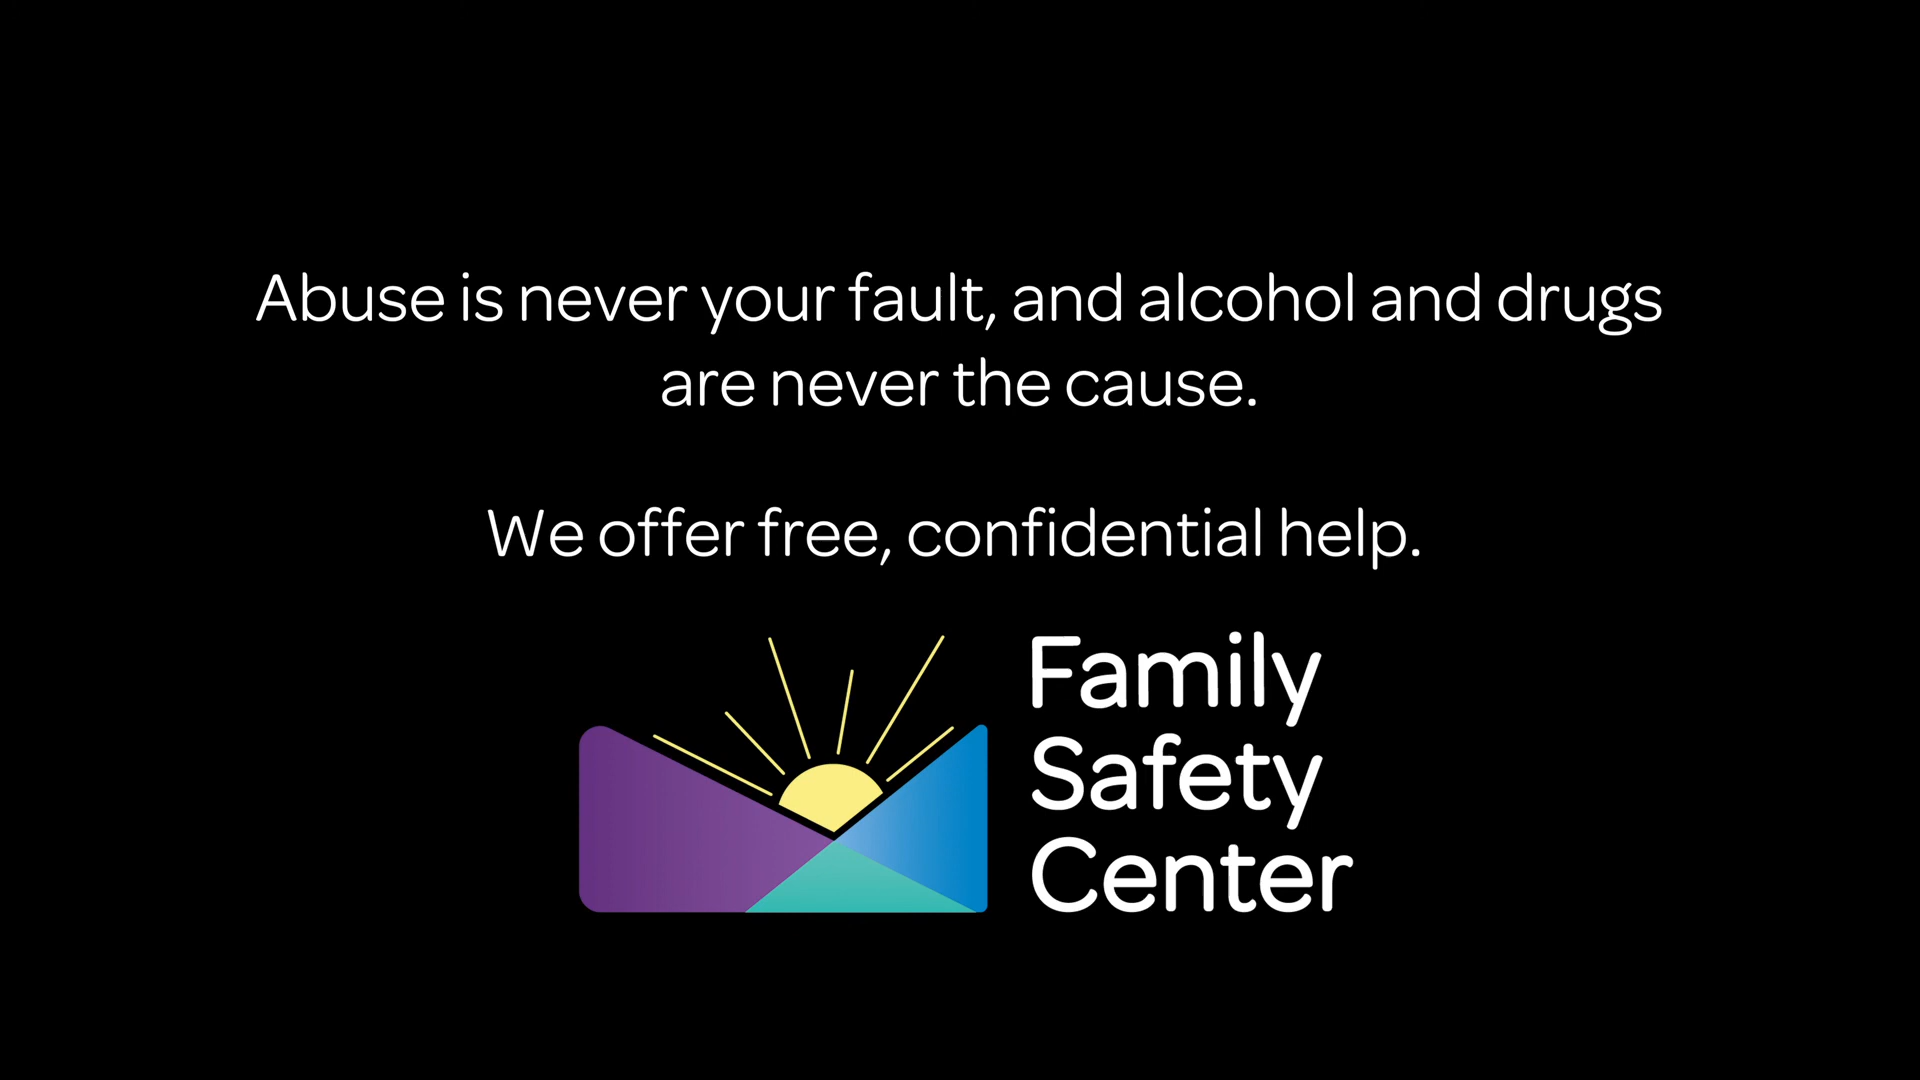 Abuse is never your fault, and alcohol and drugs
are never the cause.
We offer free, confidential help.
Family
Safety
Center